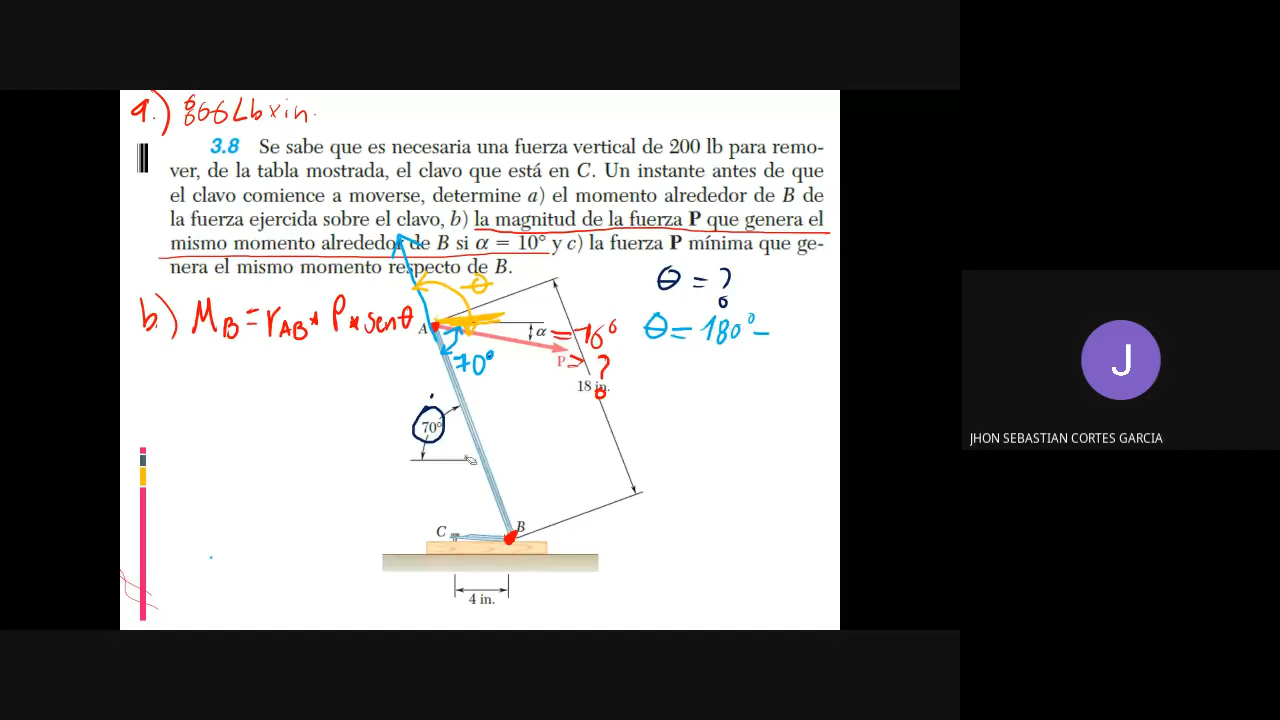 a.) 800 Lb x in.
3.8 Se sabe que es necesaria una fuerza vertical de 200 lb para remo-
ver, de la tabla mostrada, el clavo que está en C. Un instante antes de que
el clavo comience a moverse, determine a) el momento alrededor de B de
la fuerza ejercida sobre el clavo, b) la magnitud de la fuerza P que genera el
mismo momento alrededor de B si α = 10° y c) la fuerza P mínima que ge-
nera el mismo momento respecto de B.
θ = ?
θ
b.) MB = rAB * P * senθ
θ = 180° –
A
α
= 10°
70°
P = ?
18 in.
70°
C
B
4 in.
J
JHON SEBASTIAN CORTES GARCIA